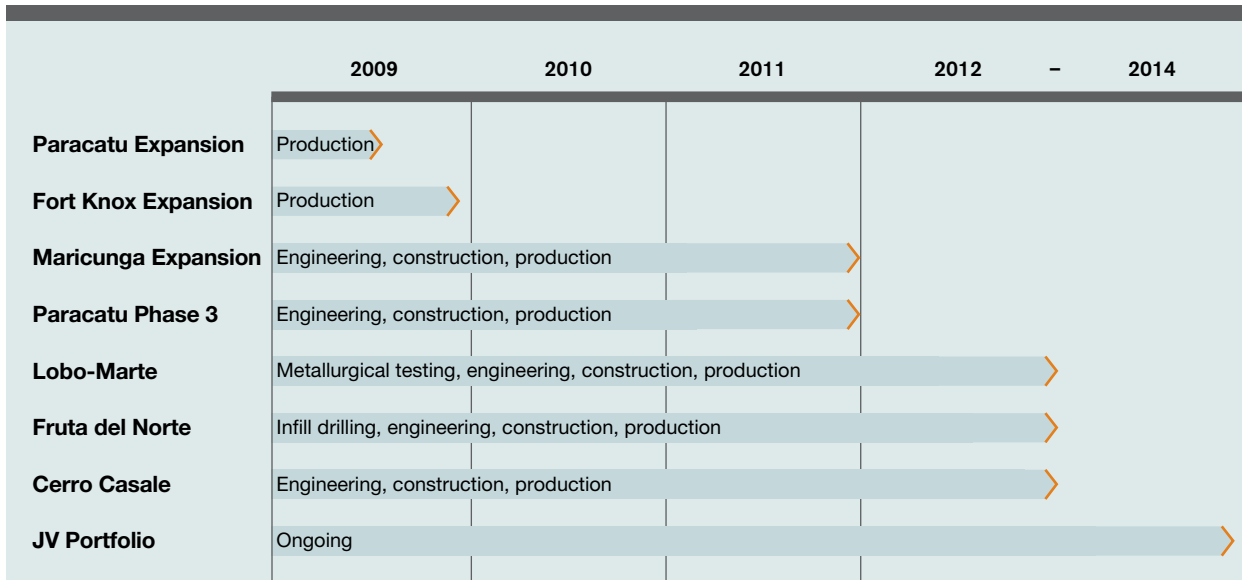 2009 2010 2011 2012 – 2014
Paracatu Expansion Production
Fort Knox Expansion Production
Maricunga Expansion Engineering, construction, production
Paracatu Phase 3 Engineering, construction, production
Lobo-Marte Metallurgical testing, engineering, construction, production
Fruta del Norte Infill drilling, engineering, construction, production
Cerro Casale Engineering, construction, production
JV Portfolio Ongoing